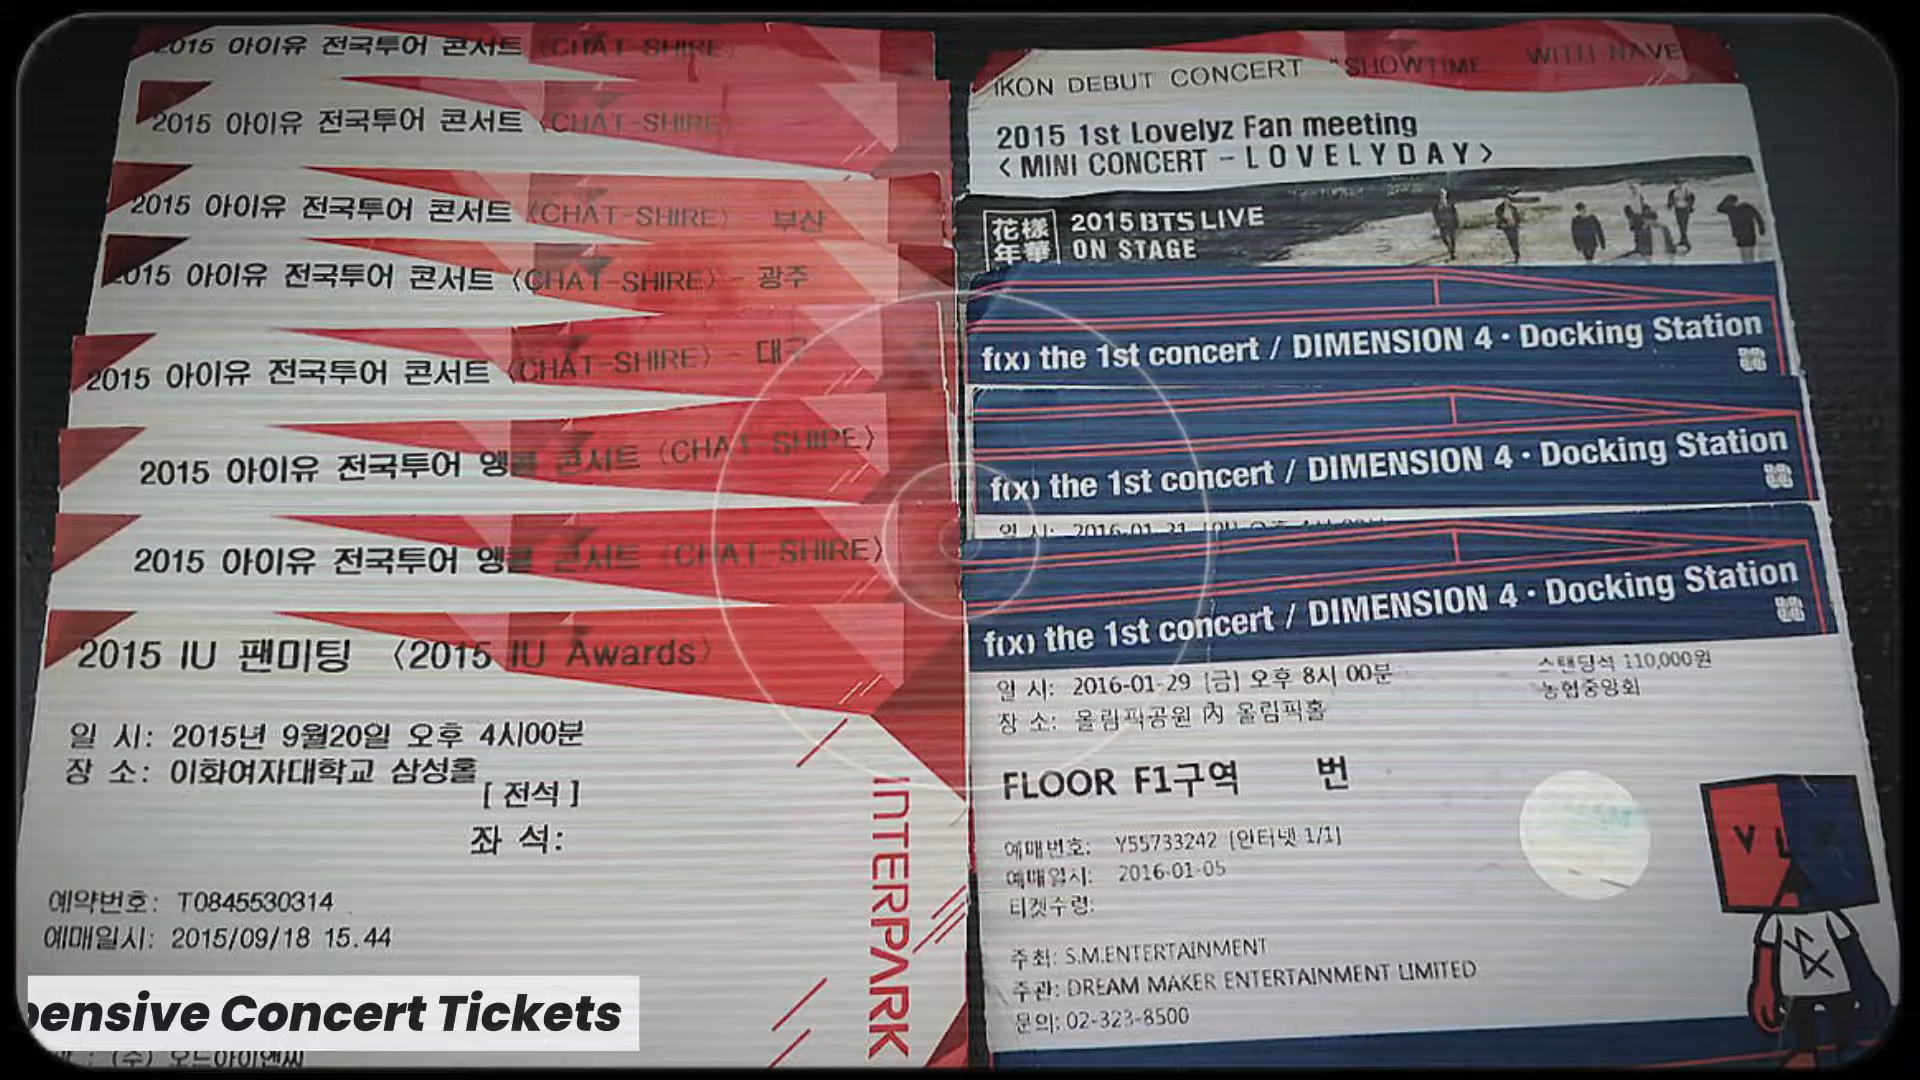 2015 아이유 전국투어 콘서트 〈CHAT-SHIRE〉
2015 아이유 전국투어 콘서트 〈CHAT-SHIRE
2015 아이유 전국투어 콘서트 〈CHAT-SHIRE〉 부산
2015 아이유 전국투어 콘서트 〈CHAT-SHIRE〉 - 광주
2015 아이유 전국투어 콘서트 〈CHAT-SHIRE〉 - 대구
2015 아이유 전국투어 앵콜 콘서트 〈CHAT-SHIRE〉
2015 아이유 전국투어 앵콜 콘서트 〈CHAT-SHIRE〉
2015 IU 팬미팅 〈2015 IU Awards〉
일 시: 2015년 9월20일 오후 4시00분
장 소: 이화여자대학교 삼성홀
[ 전석 ]
좌 석:
예약번호: T0845530314
예매일시: 2015/09/18 15.44
INTERPARK
pensive Concert Tickets
IKON DEBUT CONCERT "SHOWTIME WITH NAVE
2015 1st Lovelyz Fan meeting
< MINI CONCERT - LOVELYDAY >
花樣 2015 BTS LIVE
年華 ON STAGE
f(x) the 1st concert / DIMENSION 4 · Docking Station
f(x) the 1st concert / DIMENSION 4 · Docking Station
일 시: 2016-01-31
f(x) the 1st concert / DIMENSION 4 · Docking Station
일 시: 2016-01-29 [금] 오후 8시 00분
스탠딩석 110,000원
장 소: 올림픽공원 內 올림픽홀
농협중앙회
FLOOR F1구역 번
예매번호: Y55733242 [인터넷 1/1]
예매일시: 2016-01-05
티켓수령:
주최: S.M.ENTERTAINMENT
주관: DREAM MAKER ENTERTAINMENT LIMITED
문의: 02-323-8500